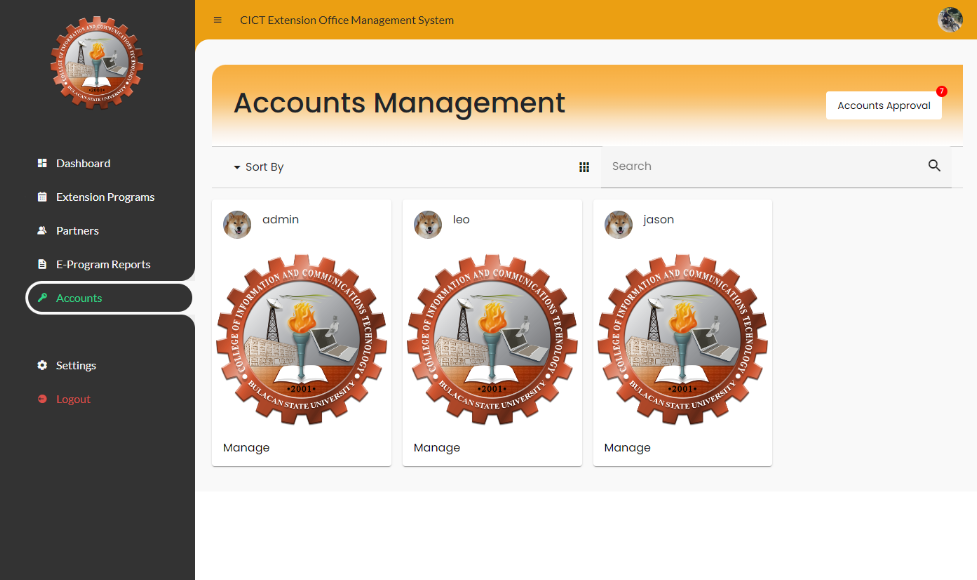 COLLEGE OF INFORMATION AND COMMUNICATIONS TECHNOLOGY
BULACAN STATE UNIVERSITY
Dashboard
Extension Programs
Partners
E-Program Reports
Accounts
Settings
Logout
CICT Extension Office Management System
Accounts Management
Accounts Approval
7
Sort By
Search
admin
COLLEGE OF INFORMATION AND COMMUNICATIONS TECHNOLOGY
•2001•
BULACAN STATE UNIVERSITY
Manage
leo
COLLEGE OF INFORMATION AND COMMUNICATIONS TECHNOLOGY
•2001•
BULACAN STATE UNIVERSITY
Manage
jason
COLLEGE OF INFORMATION AND COMMUNICATIONS TECHNOLOGY
•2001•
BULACAN STATE UNIVERSITY
Manage